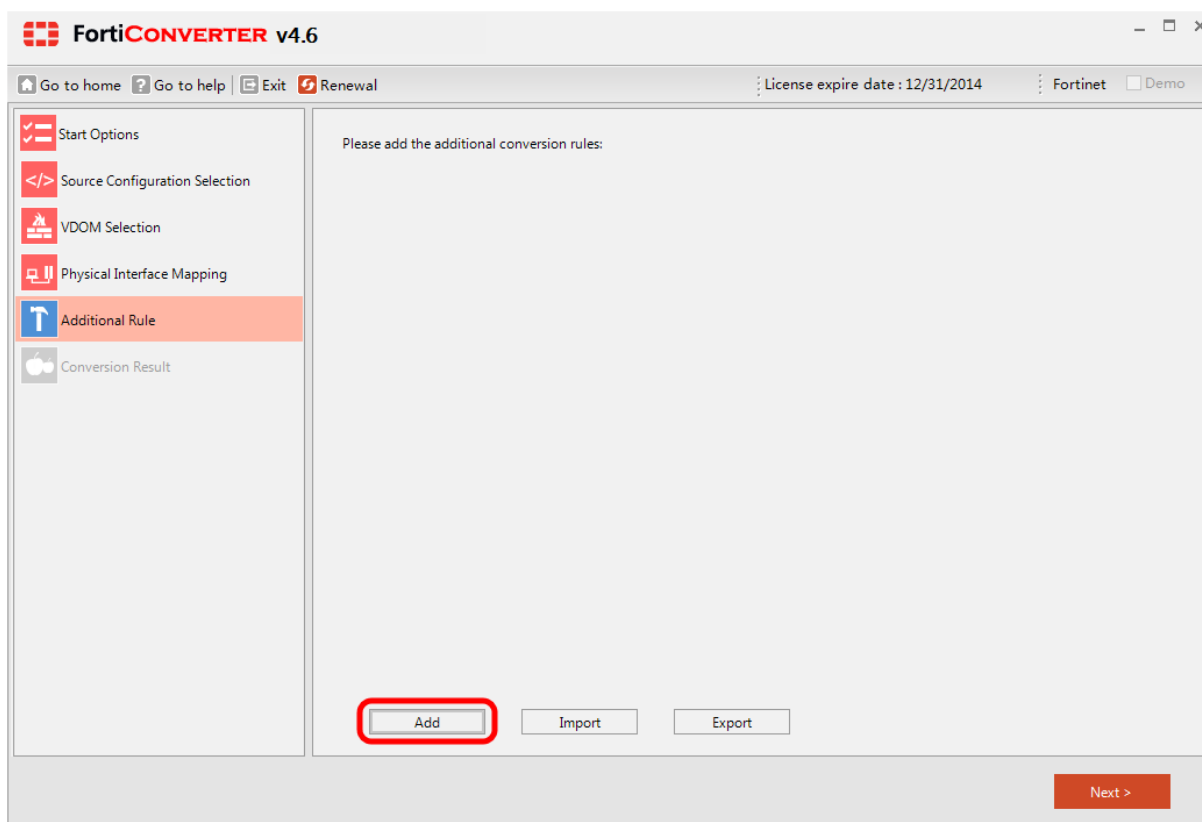 FortiCONVERTER v4.6
Go to home Go to help Exit Renewal License expire date : 12/31/2014 Fortinet Demo
Start Options
Please add the additional conversion rules:
</> Source Configuration Selection
VDOM Selection
Physical Interface Mapping
Additional Rule
Conversion Result
Add Import Export
Next >